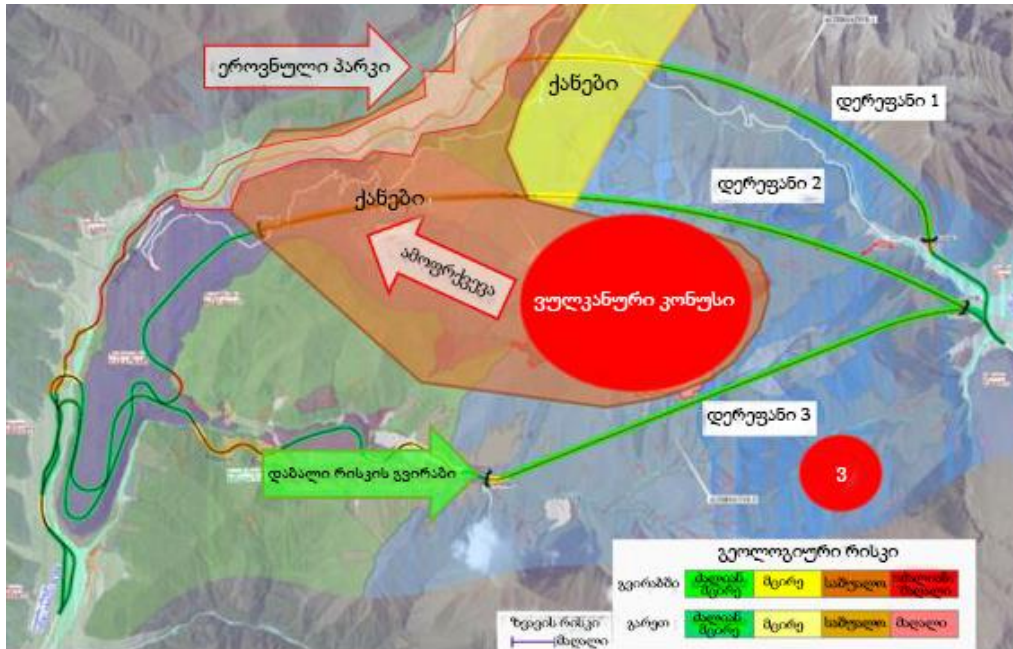 ეროვნული პარკი
ქანები
დერეფანი 1
დერეფანი 2
ქანები
ამოფრქვევა
ვულკანური კონუსი
დერეფანი 3
დაბალი რისკის გვირაბი
ვ
გეოლოგიური რისკი
გვირაბში
ძალიან მცირე
მცირე
საშუალო
ძალიან მაღალი
ზვავის რისკი
მაღალი
გარეთ
ძალიან მცირე
მცირე
საშუალო
მაღალი